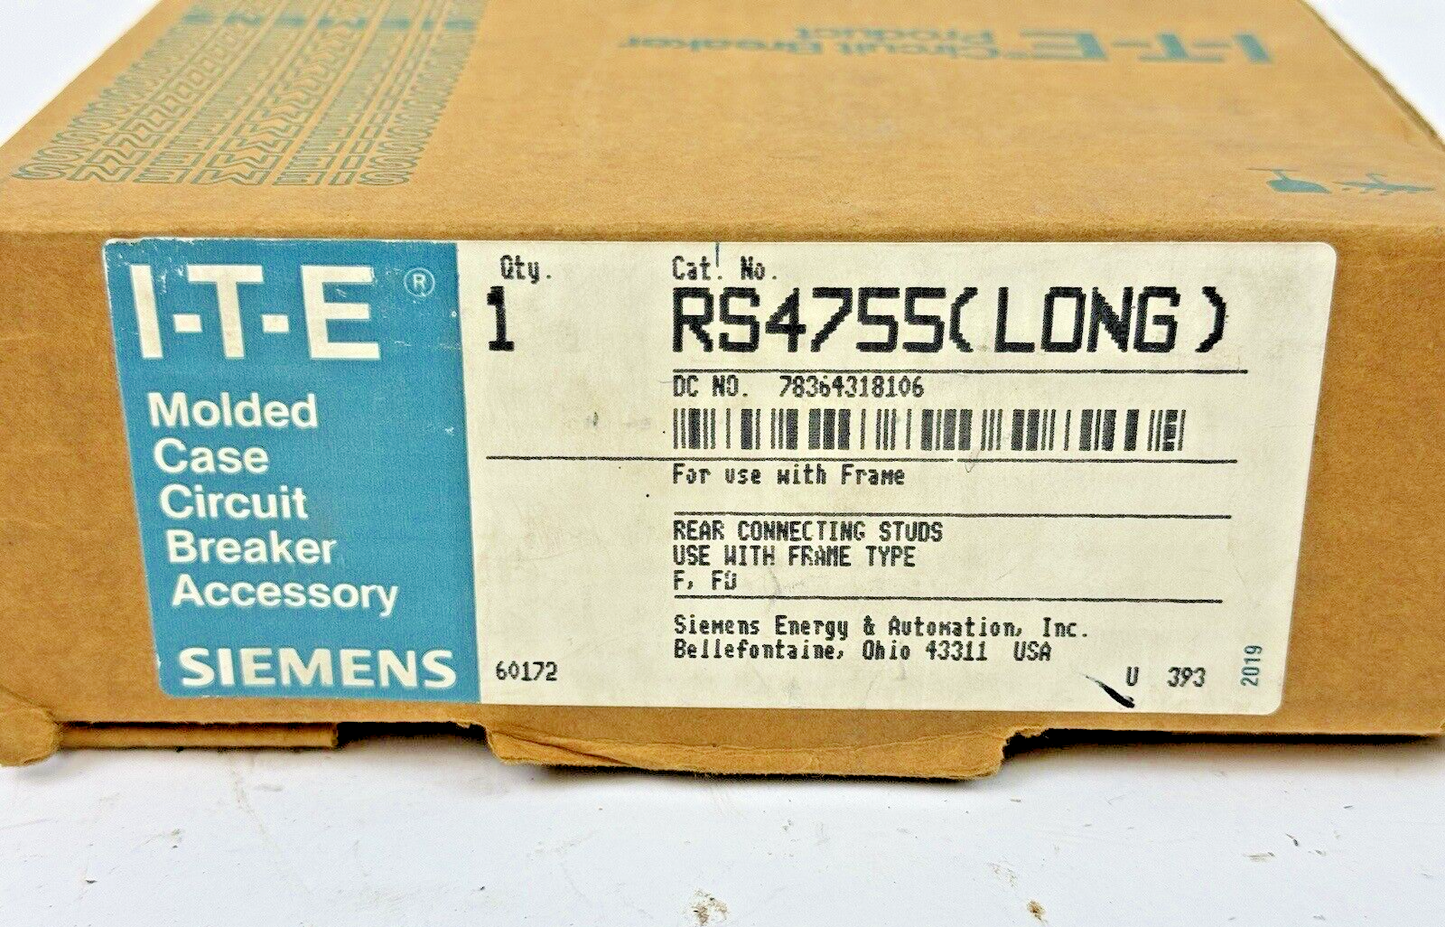 I-T-E Circuit Breaker
Product
I-T-E®
Molded
Case
Circuit
Breaker
Accessory
SIEMENS
Qty.
1
Cat. No.
RS4755(LONG)
DC NO. 78364318106
For use with Frame
REAR CONNECTING STUDS
USE WITH FRAME TYPE
F, FD
Siemens Energy & Automation, Inc.
Bellefontaine, Ohio 43311 USA
60172
U 393
2019